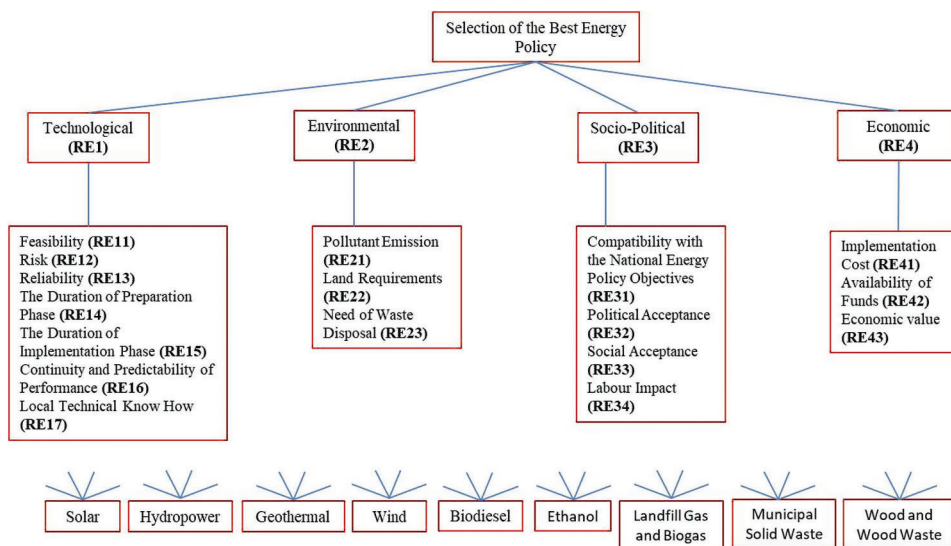 Selection of the Best Energy
Policy
Technological
(RE1)
Environmental
(RE2)
Socio-Political
(RE3)
Economic
(RE4)
Feasibility (RE11)
Risk (RE12)
Reliability (RE13)
The Duration of Preparation
Phase (RE14)
The Duration of
Implementation Phase (RE15)
Continuity and Predictability of
Performance (RE16)
Local Technical Know How
(RE17)
Pollutant Emission
(RE21)
Land Requirements
(RE22)
Need of Waste
Disposal (RE23)
Compatibility with
the National Energy
Policy Objectives
(RE31)
Political Acceptance
(RE32)
Social Acceptance
(RE33)
Labour Impact
(RE34)
Implementation
Cost (RE41)
Availability of
Funds (RE42)
Economic value
(RE43)
Solar
Hydropower
Geothermal
Wind
Biodiesel
Ethanol
Landfill Gas
and Biogas
Municipal
Solid Waste
Wood and
Wood Waste